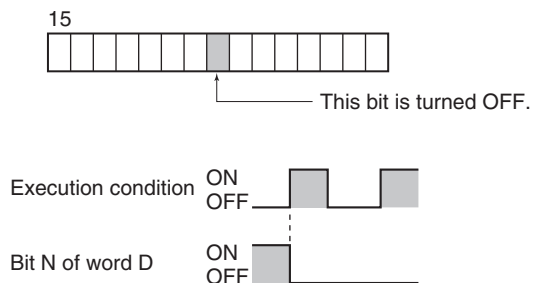 15
This bit is turned OFF.
Execution condition ON
OFF
Bit N of word D ON
OFF